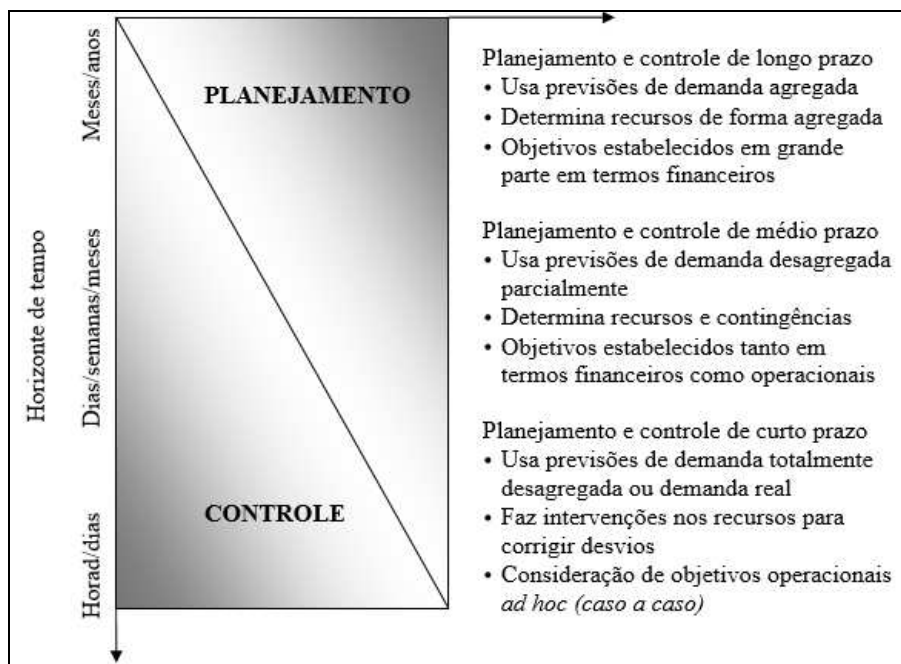 Horizonte de tempo
Meses/anos
Dias/semanas/meses
Horad/dias
PLANEJAMENTO
CONTROLE
Planejamento e controle de longo prazo
• Usa previsões de demanda agregada
• Determina recursos de forma agregada
• Objetivos estabelecidos em grande
parte em termos financeiros
Planejamento e controle de médio prazo
• Usa previsões de demanda desagregada
parcialmente
• Determina recursos e contingências
• Objetivos estabelecidos tanto em
termos financeiros como operacionais
Planejamento e controle de curto prazo
• Usa previsões de demanda totalmente
desagregada ou demanda real
• Faz intervenções nos recursos para
corrigir desvios
• Consideração de objetivos operacionais
ad hoc (caso a caso)